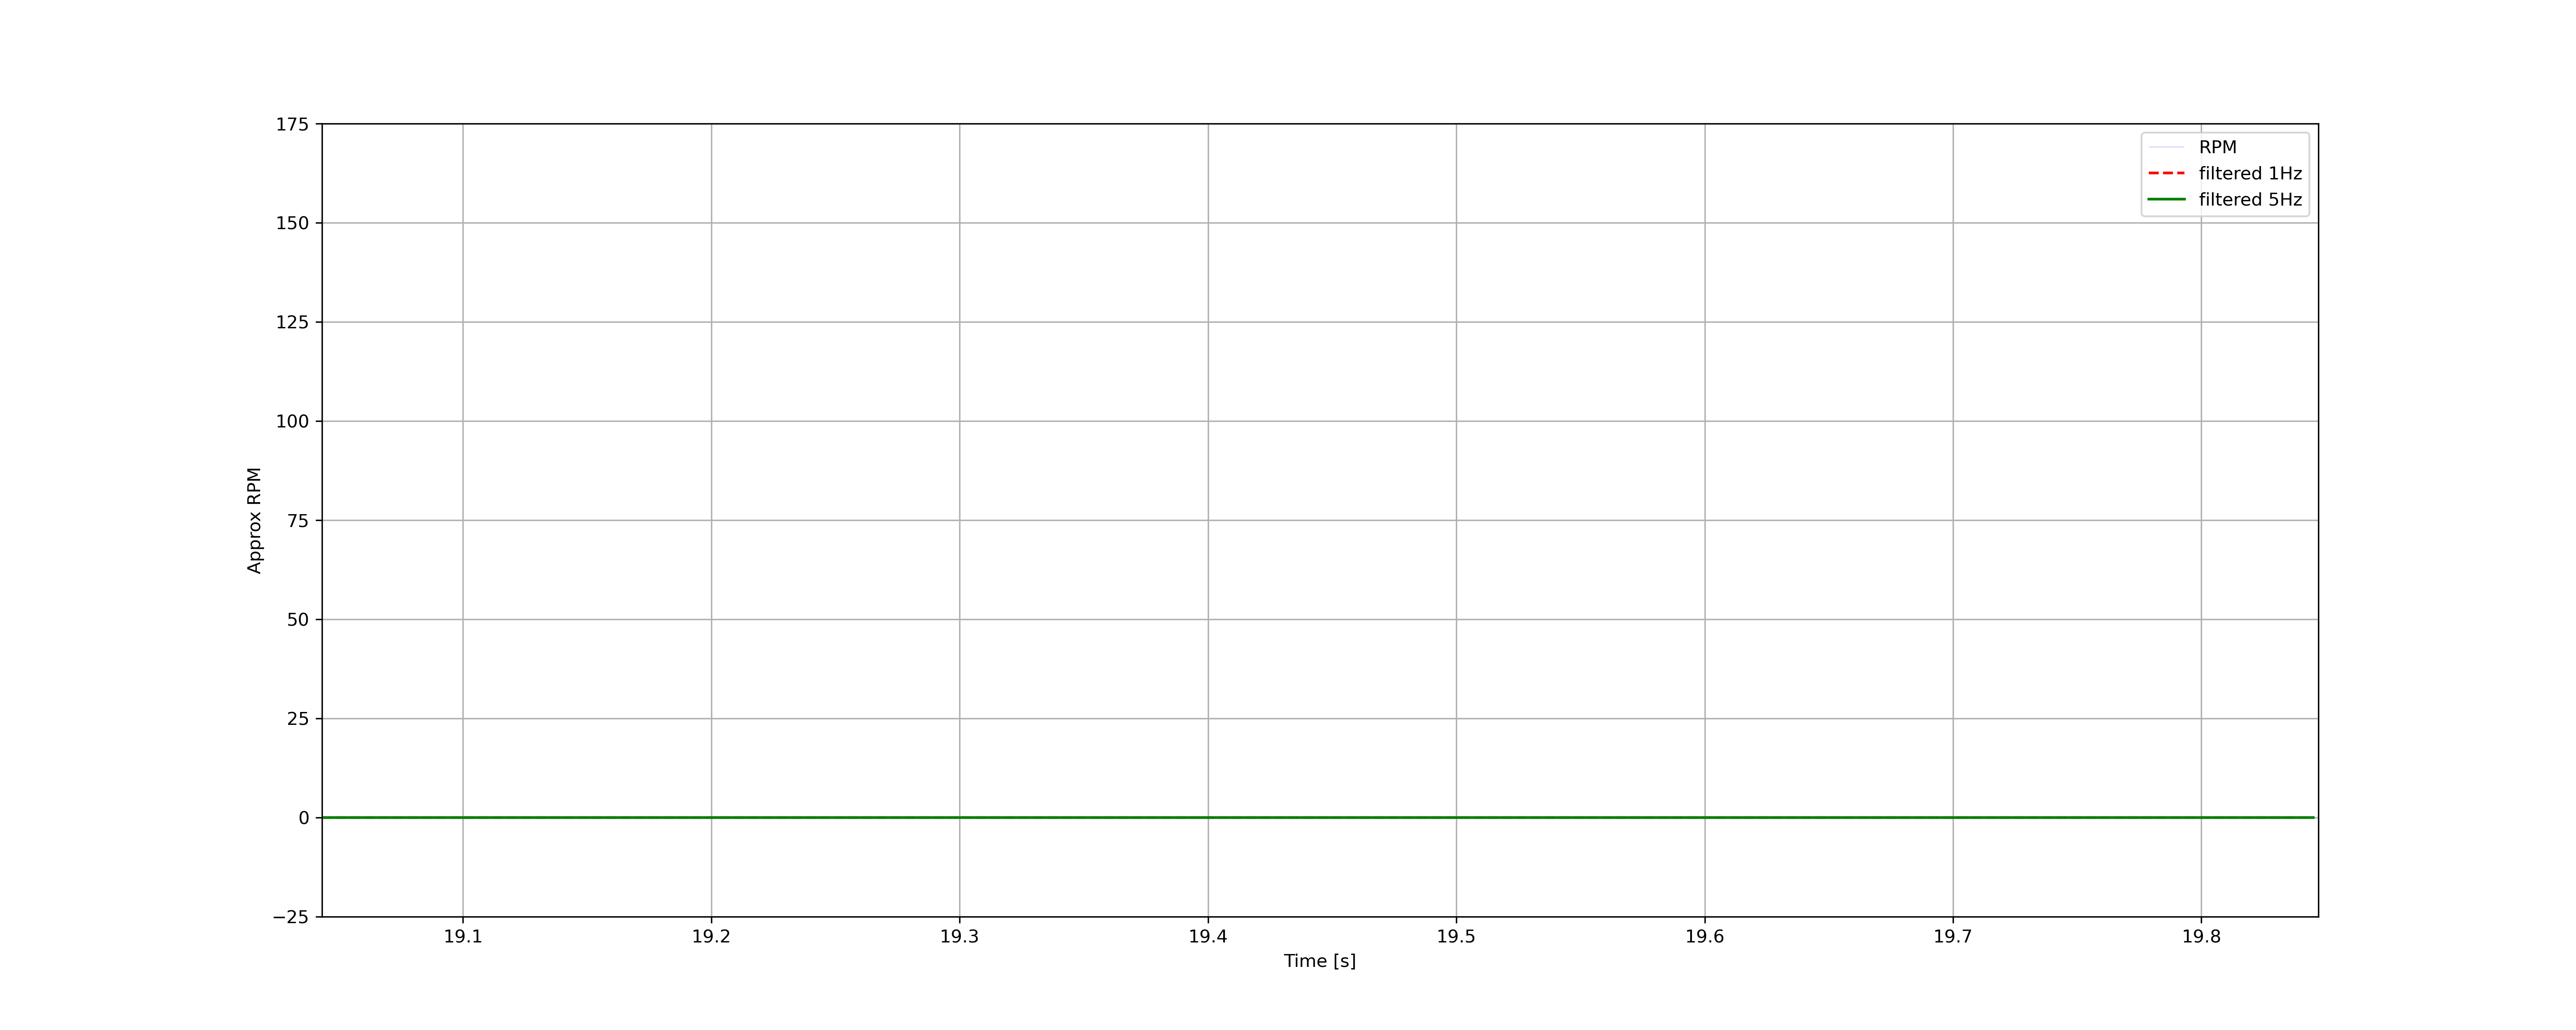 175
150
125
100
75
50
25
0
−25
Approx RPM
RPM
filtered 1Hz
filtered 5Hz
19.1 19.2 19.3 19.4 19.5 19.6 19.7 19.8
Time [s]